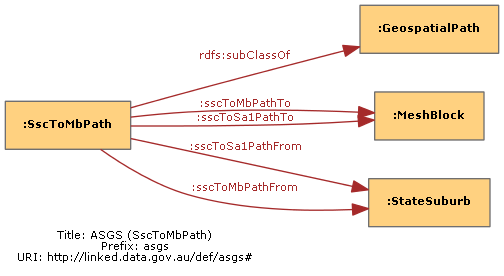 :GeospatialPath
rdfs:subClassOf
:sscToMbPathTo
:MeshBlock
:sscToSa1PathTo
:SscToMbPath
:sscToSa1PathFrom
:sscToMbPathFrom
:StateSuburb
Title: ASGS (SscToMbPath)
Prefix: asgs
URI: http://linked.data.gov.au/def/asgs#